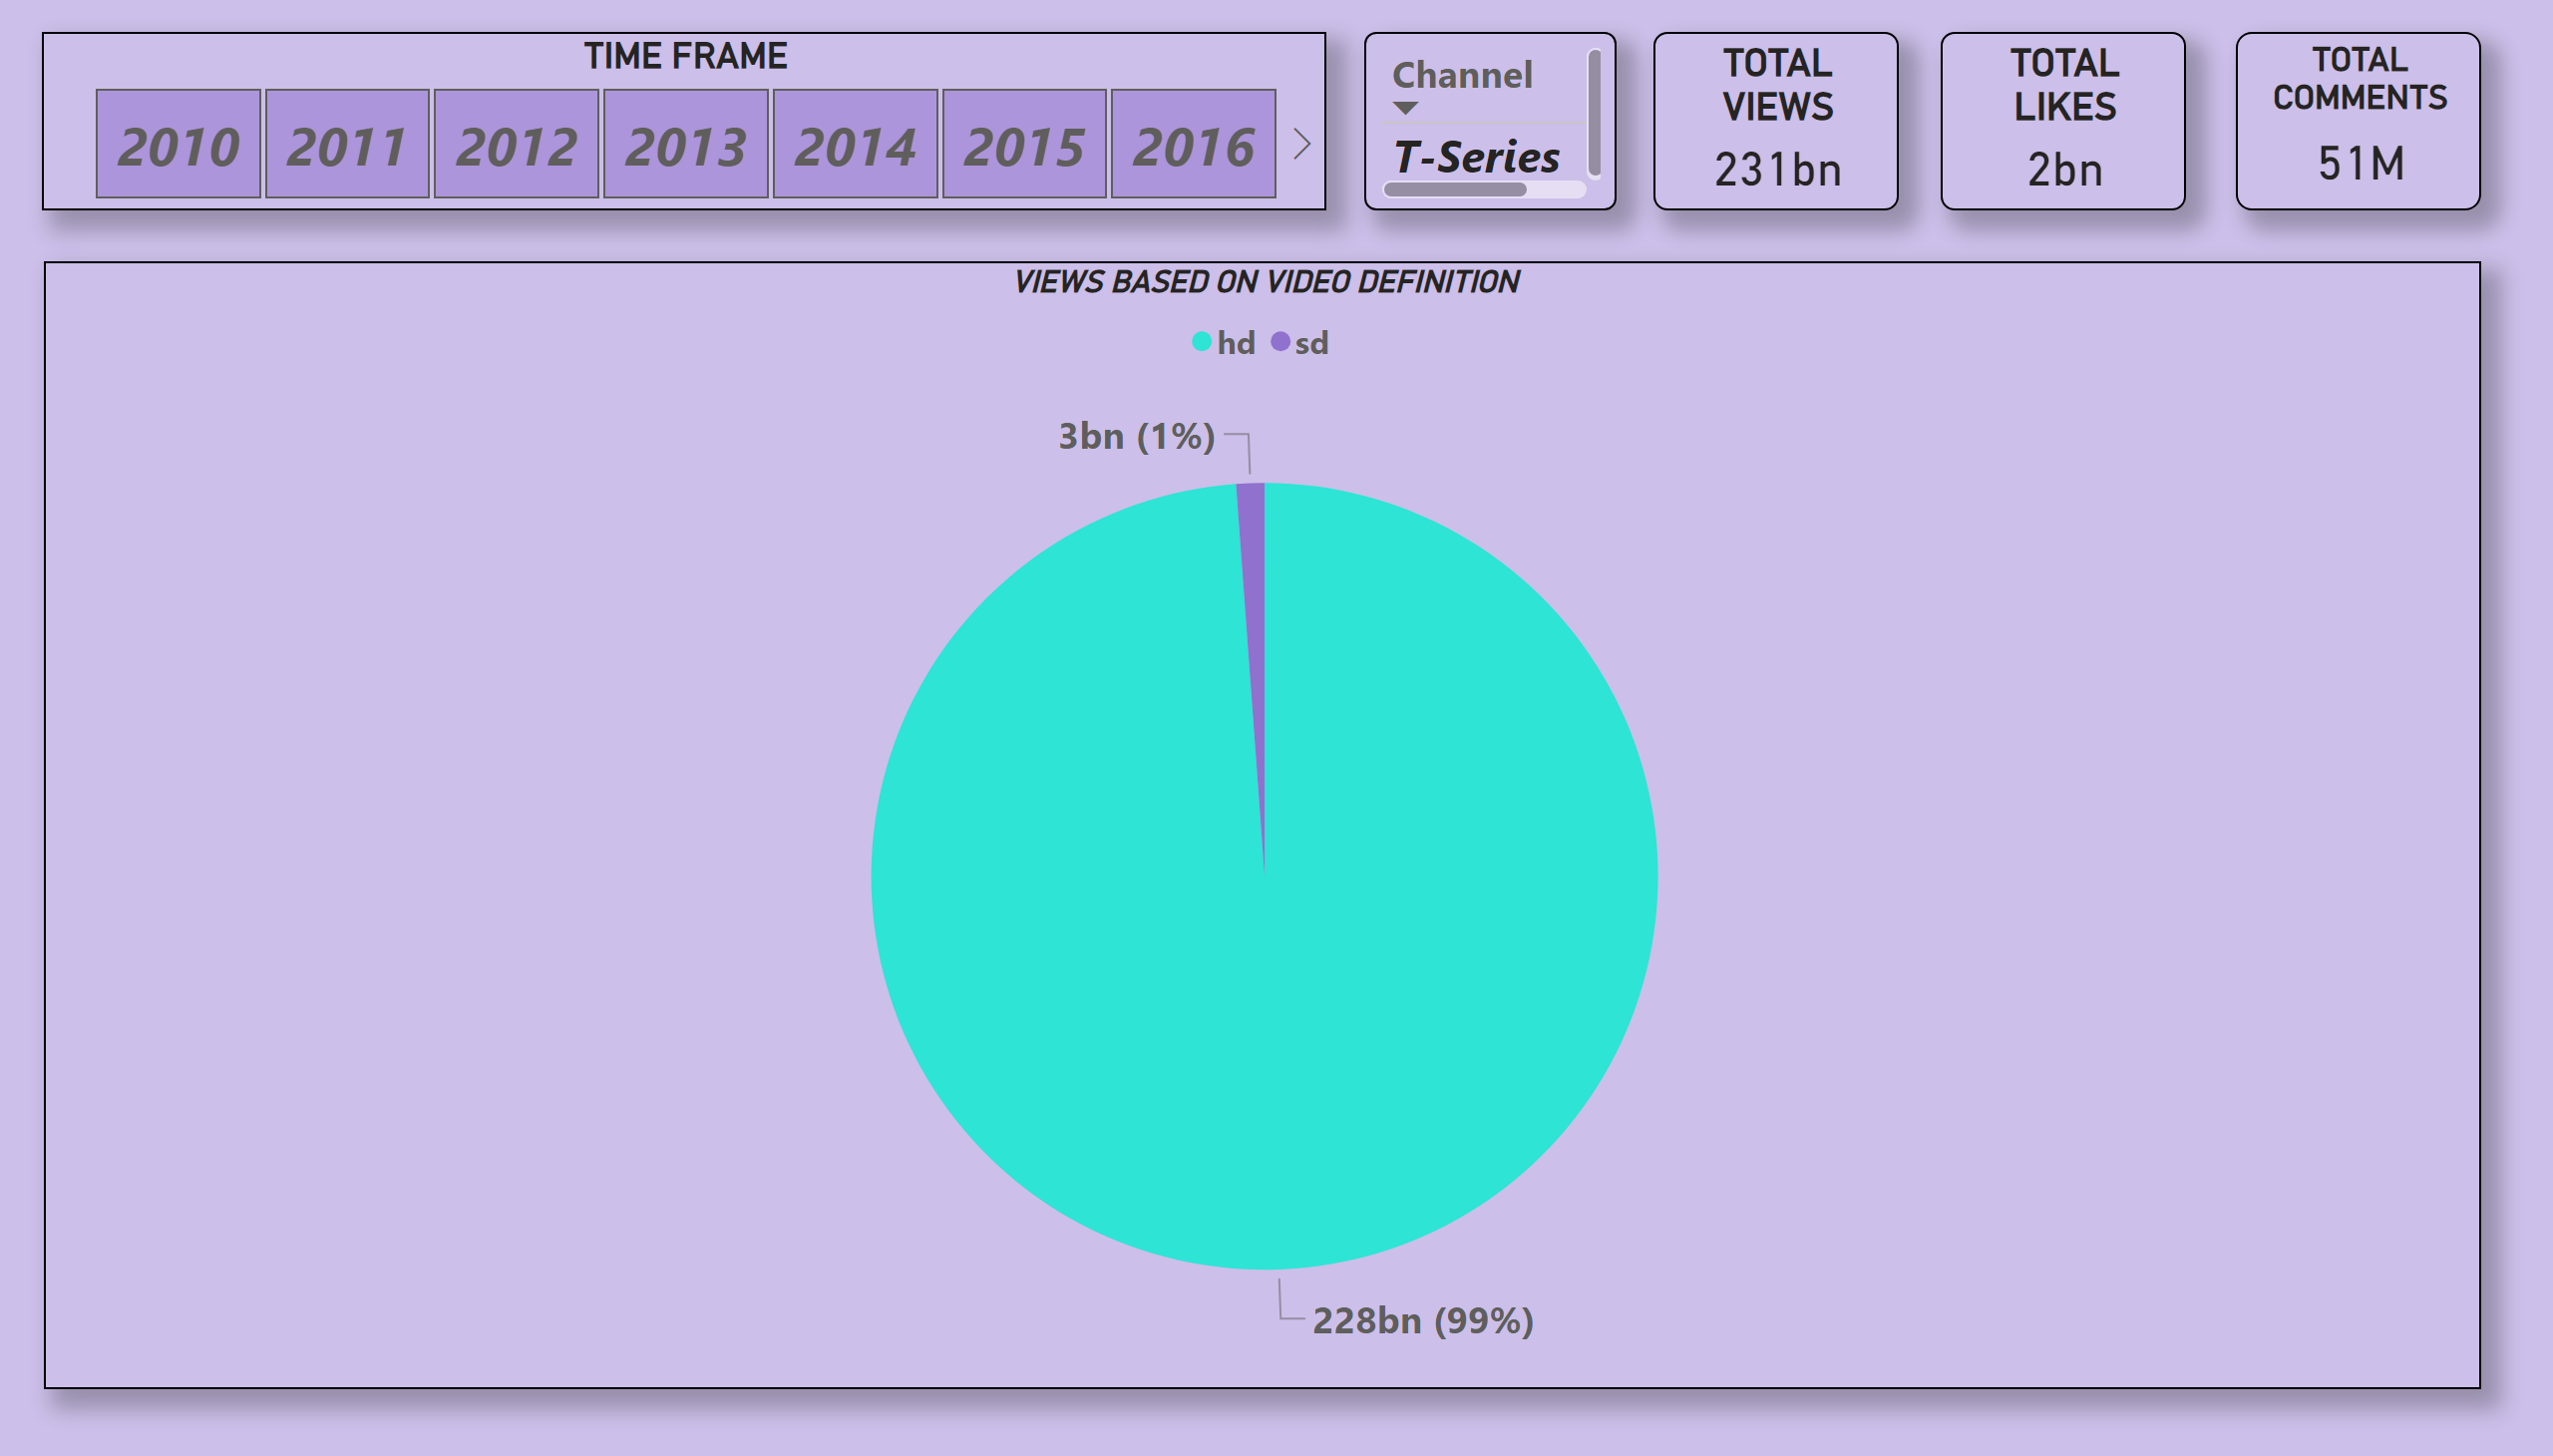 TIME FRAME
2010 2011 2012 2013 2014 2015 2016
Channel
T-Series
TOTAL
VIEWS
231bn
TOTAL
LIKES
2bn
TOTAL
COMMENTS
51M
VIEWS BASED ON VIDEO DEFINITION
hd sd
3bn (1%)
228bn (99%)